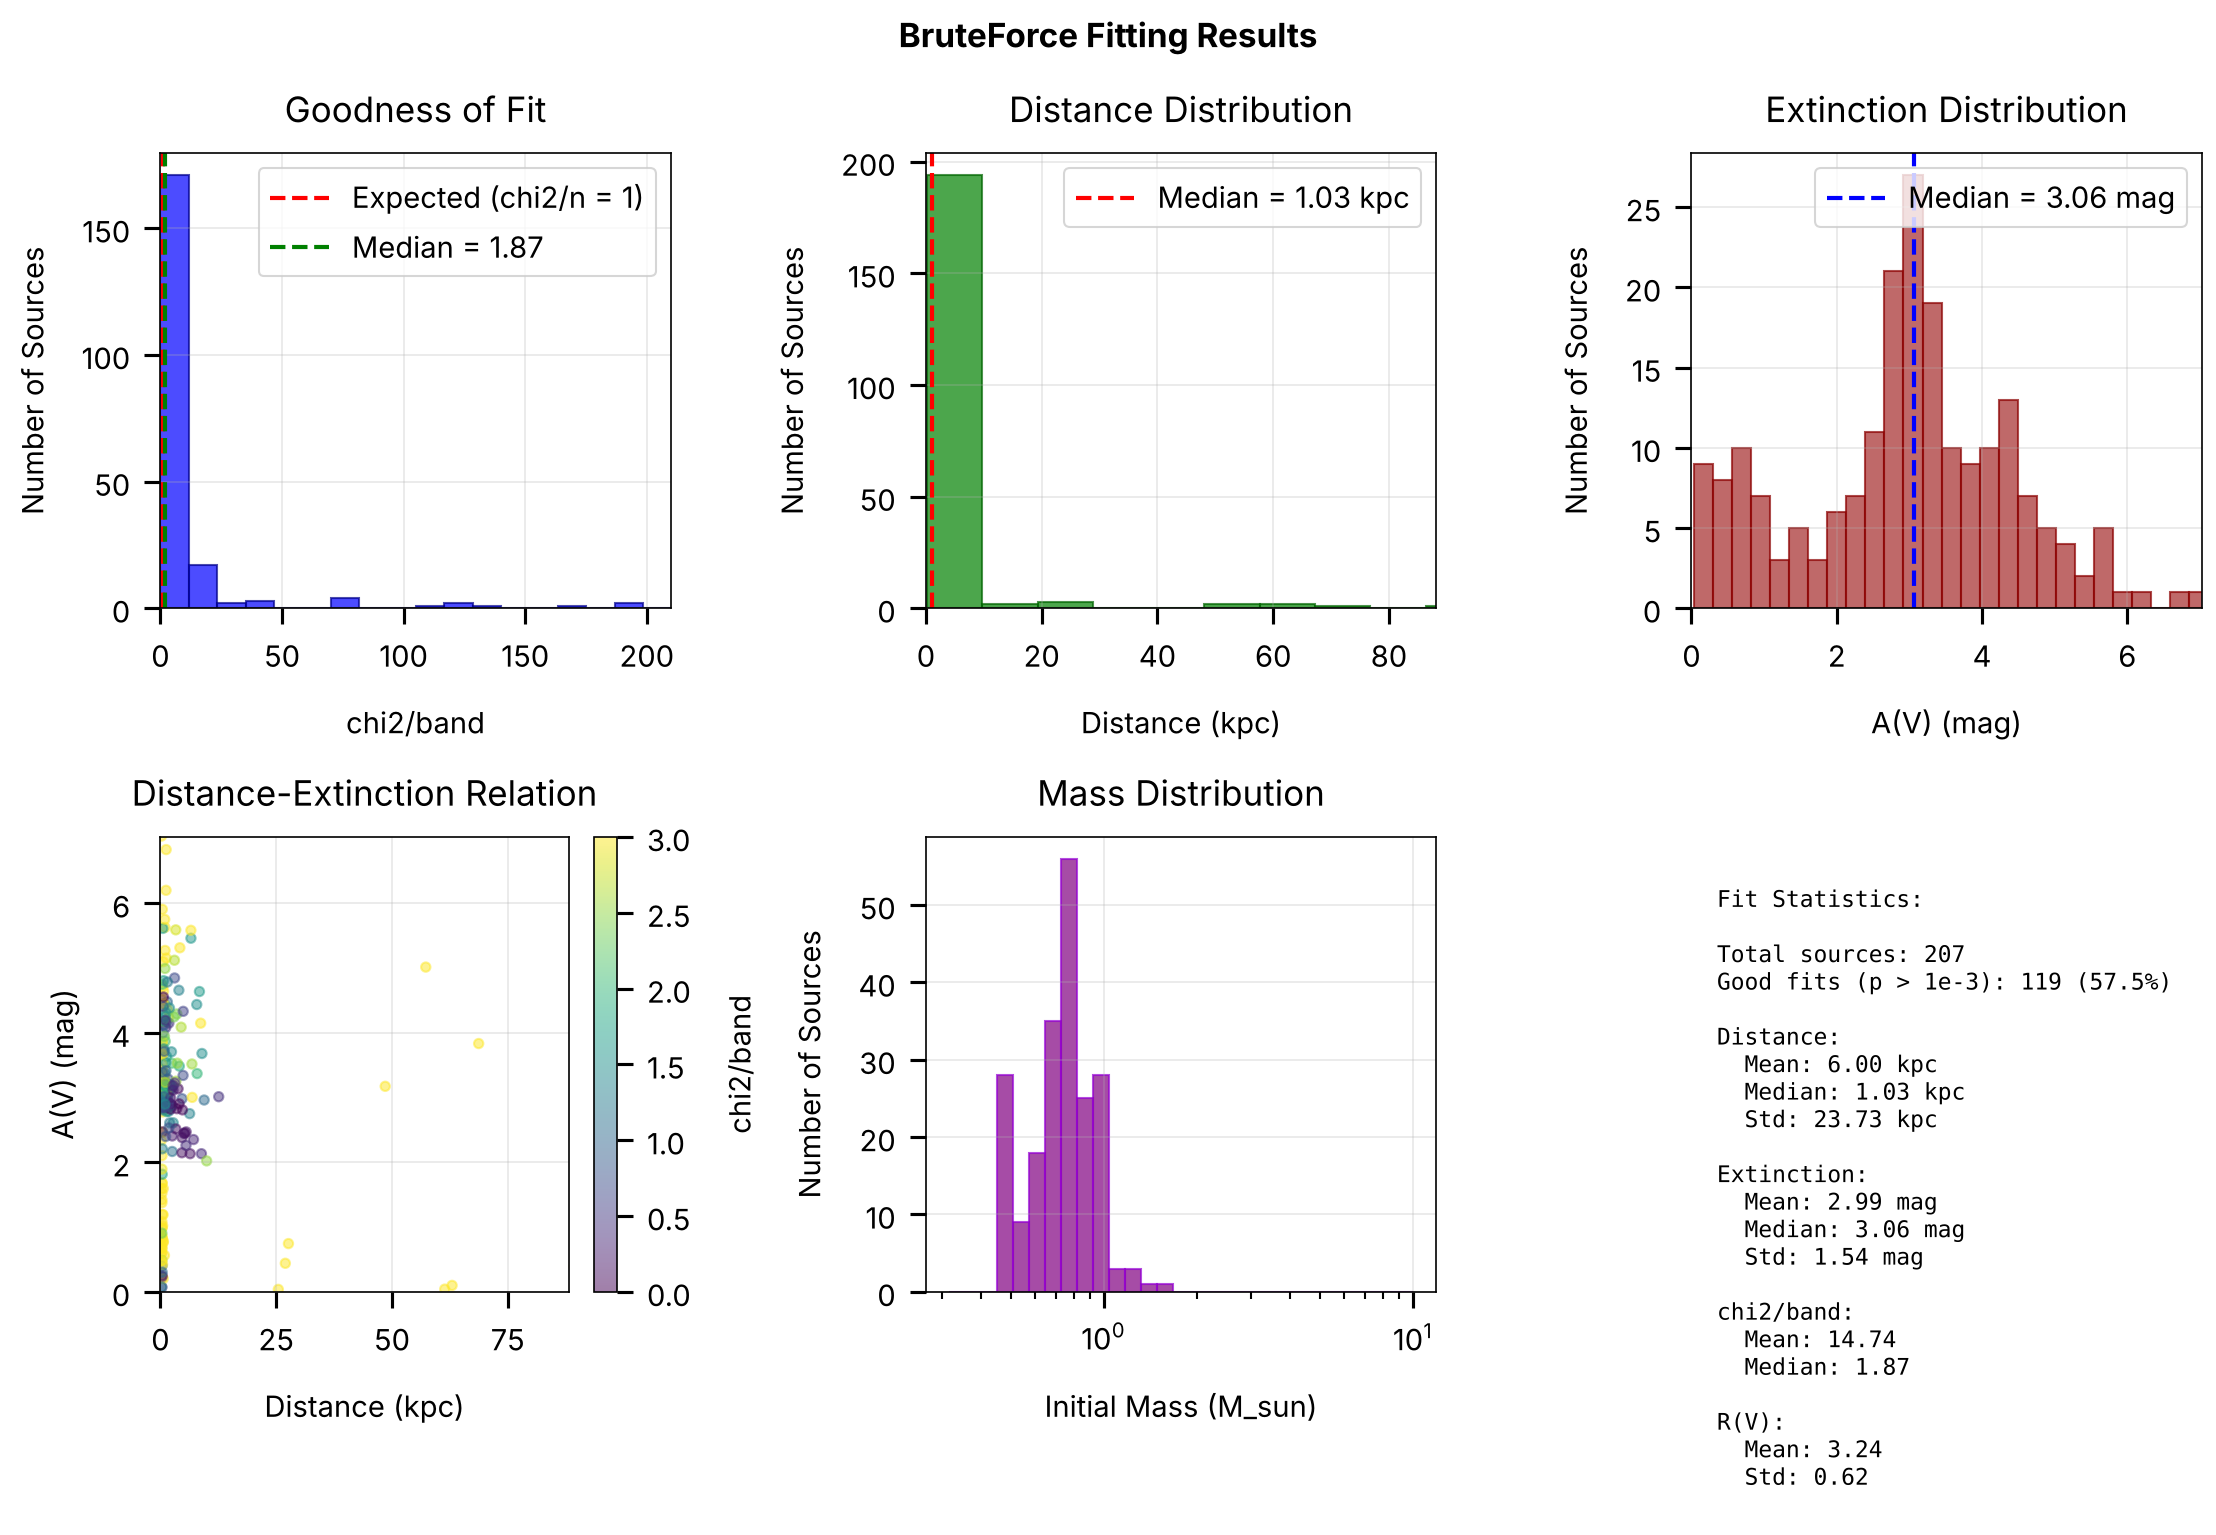 BruteForce Fitting Results
Goodness of Fit
Number of Sources
150
100
50
0
Expected (chi2/n = 1)
Median = 1.87
0 50 100 150 200
chi2/band
Distance Distribution
Number of Sources
200
150
100
50
0
Median = 1.03 kpc
0 20 40 60 80
Distance (kpc)
Extinction Distribution
Number of Sources
25
20
15
10
5
0
Median = 3.06 mag
0 2 4 6
A(V) (mag)
Distance-Extinction Relation
A(V) (mag)
6
4
2
0
0 25 50 75
Distance (kpc)
3.0
2.5
2.0
1.5
1.0
0.5
0.0
chi2/band
Mass Distribution
Number of Sources
50
40
30
20
10
0
10⁰ 10¹
Initial Mass (M_sun)
Fit Statistics:
Total sources: 207
Good fits (p > 1e-3): 119 (57.5%)
Distance:
Mean: 6.00 kpc
Median: 1.03 kpc
Std: 23.73 kpc
Extinction:
Mean: 2.99 mag
Median: 3.06 mag
Std: 1.54 mag
chi2/band:
Mean: 14.74
Median: 1.87
R(V):
Mean: 3.24
Std: 0.62